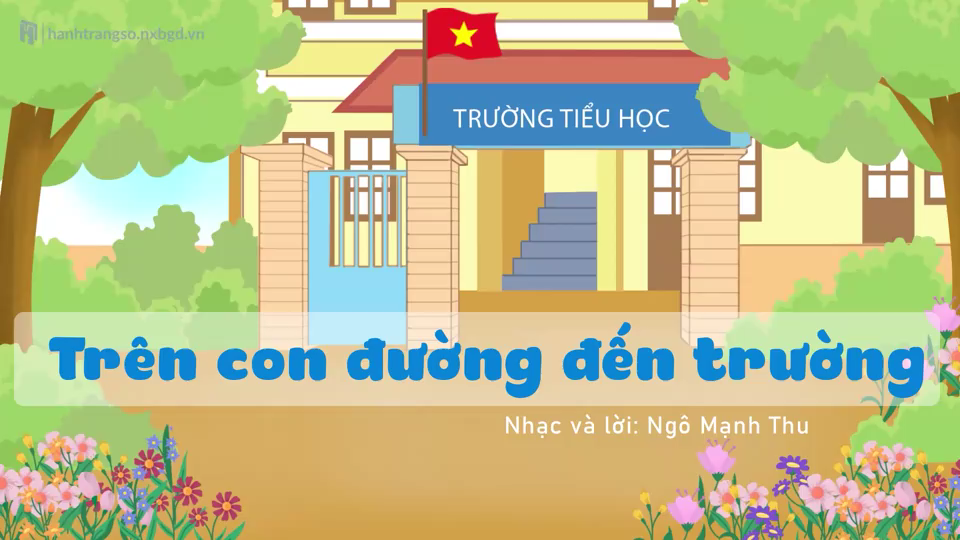 hanhtrangso.nxbgd.vn
TRƯỜNG TIỂU HỌC
Trên con đường đến trường
Nhạc và lời: Ngô Mạnh Thu